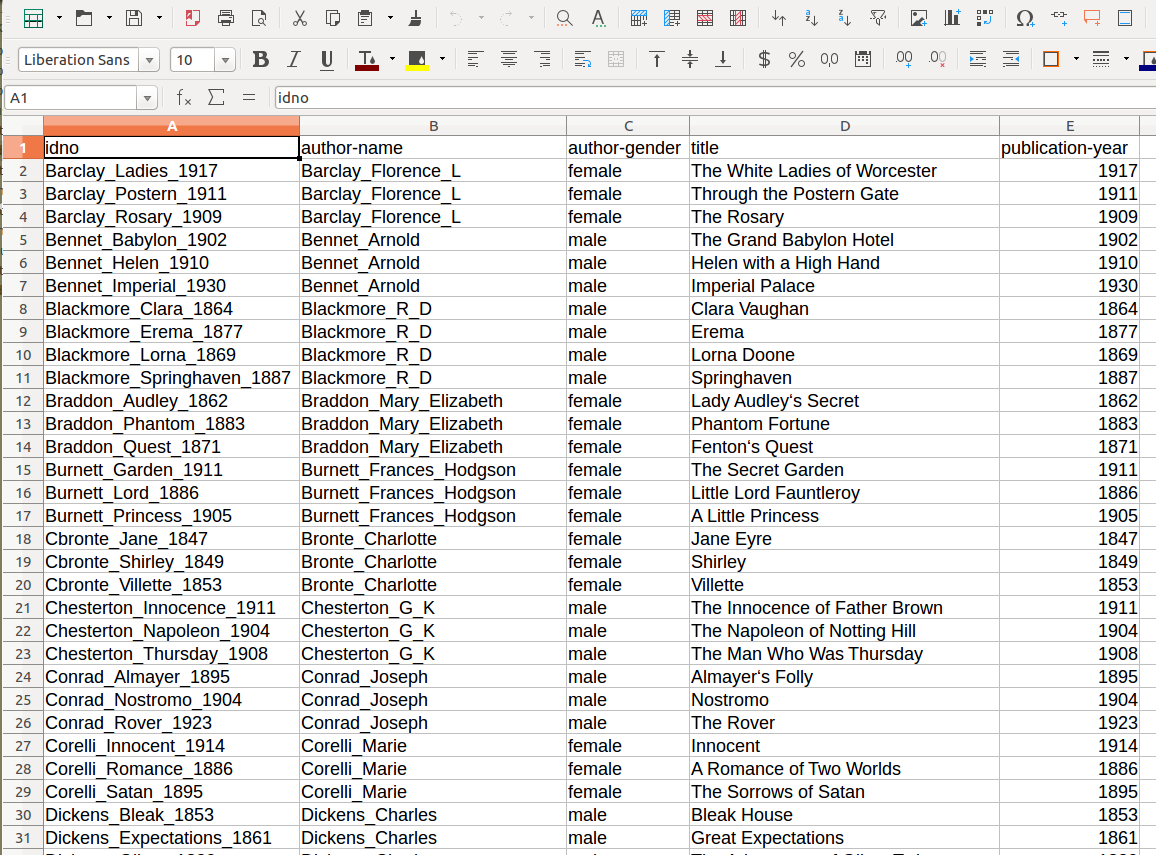 Liberation Sans 10
A1 idno
A B C D E
1 idno author-name author-gender title publication-year
2 Barclay_Ladies_1917 Barclay_Florence_L female The White Ladies of Worcester 1917
3 Barclay_Postern_1911 Barclay_Florence_L female Through the Postern Gate 1911
4 Barclay_Rosary_1909 Barclay_Florence_L female The Rosary 1909
5 Bennet_Babylon_1902 Bennet_Arnold male The Grand Babylon Hotel 1902
6 Bennet_Helen_1910 Bennet_Arnold male Helen with a High Hand 1910
7 Bennet_Imperial_1930 Bennet_Arnold male Imperial Palace 1930
8 Blackmore_Clara_1864 Blackmore_R_D male Clara Vaughan 1864
9 Blackmore_Erema_1877 Blackmore_R_D male Erema 1877
10 Blackmore_Lorna_1869 Blackmore_R_D male Lorna Doone 1869
11 Blackmore_Springhaven_1887 Blackmore_R_D male Springhaven 1887
12 Braddon_Audley_1862 Braddon_Mary_Elizabeth female Lady Audley‘s Secret 1862
13 Braddon_Phantom_1883 Braddon_Mary_Elizabeth female Phantom Fortune 1883
14 Braddon_Quest_1871 Braddon_Mary_Elizabeth female Fenton‘s Quest 1871
15 Burnett_Garden_1911 Burnett_Frances_Hodgson female The Secret Garden 1911
16 Burnett_Lord_1886 Burnett_Frances_Hodgson female Little Lord Fauntleroy 1886
17 Burnett_Princess_1905 Burnett_Frances_Hodgson female A Little Princess 1905
18 Cbronte_Jane_1847 Bronte_Charlotte female Jane Eyre 1847
19 Cbronte_Shirley_1849 Bronte_Charlotte female Shirley 1849
20 Cbronte_Villette_1853 Bronte_Charlotte female Villette 1853
21 Chesterton_Innocence_1911 Chesterton_G_K male The Innocence of Father Brown 1911
22 Chesterton_Napoleon_1904 Chesterton_G_K male The Napoleon of Notting Hill 1904
23 Chesterton_Thursday_1908 Chesterton_G_K male The Man Who Was Thursday 1908
24 Conrad_Almayer_1895 Conrad_Joseph male Almayer‘s Folly 1895
25 Conrad_Nostromo_1904 Conrad_Joseph male Nostromo 1904
26 Conrad_Rover_1923 Conrad_Joseph male The Rover 1923
27 Corelli_Innocent_1914 Corelli_Marie female Innocent 1914
28 Corelli_Romance_1886 Corelli_Marie female A Romance of Two Worlds 1886
29 Corelli_Satan_1895 Corelli_Marie female The Sorrows of Satan 1895
30 Dickens_Bleak_1853 Dickens_Charles male Bleak House 1853
31 Dickens_Expectations_1861 Dickens_Charles male Great Expectations 1861